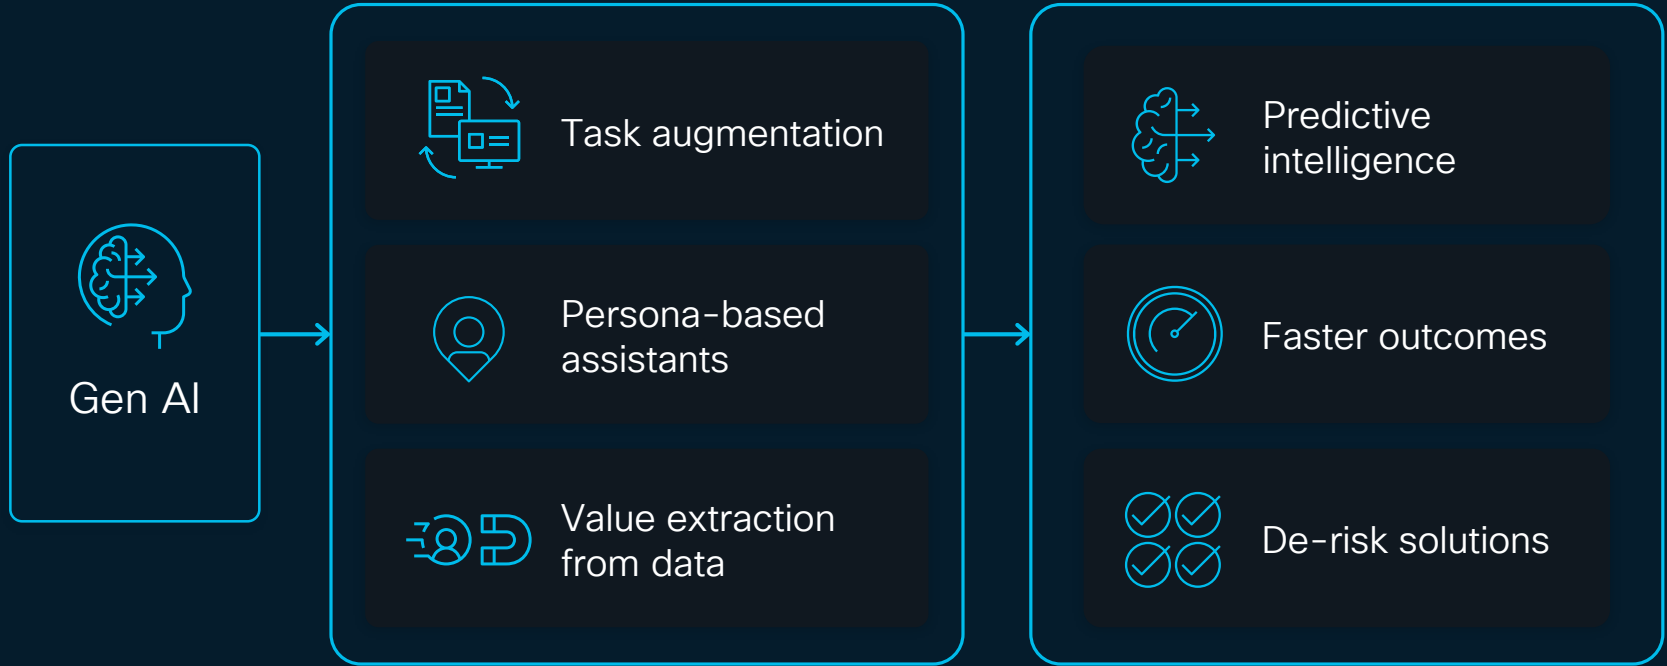 Gen AI
Task augmentation
Persona-based
assistants
Value extraction
from data
Predictive
intelligence
Faster outcomes
De-risk solutions